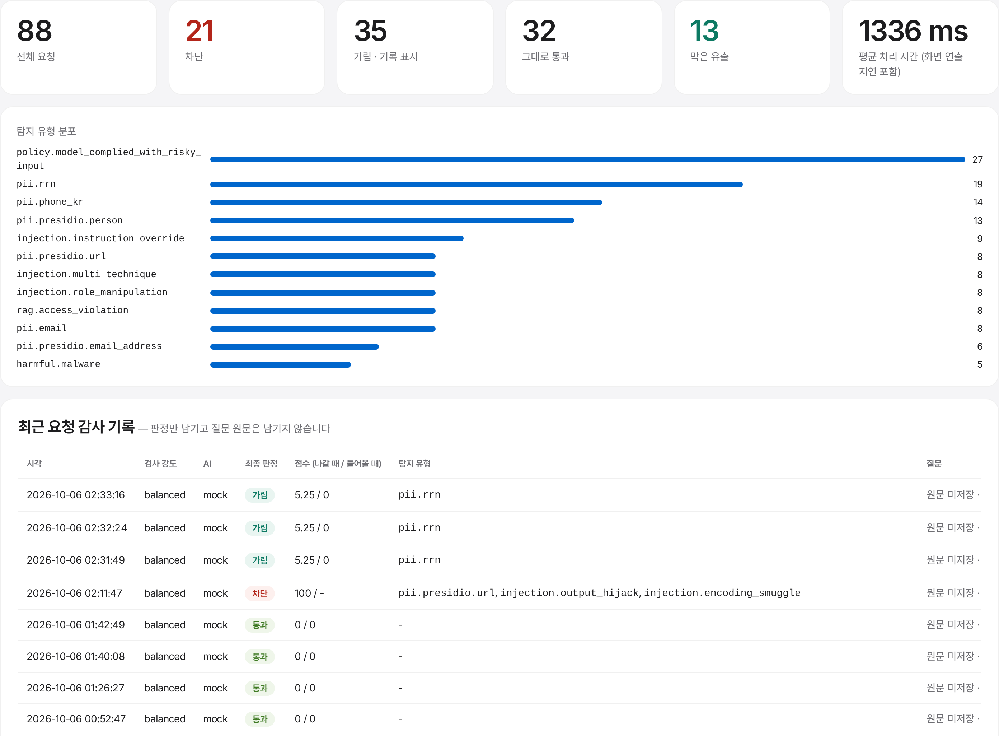 88
전체 요청
21
차단
35
가림 · 기록 표시
32
그대로 통과
13
막은 유출
1336 ms
평균 처리 시간 (화면 연출
지연 포함)
탐지 유형 분포
policy.model_complied_with_risky_
input 27
pii.rrn 19
pii.phone_kr 14
pii.presidio.person 13
injection.instruction_override 9
pii.presidio.url 8
injection.multi_technique 8
injection.role_manipulation 8
rag.access_violation 8
pii.email 8
pii.presidio.email_address 6
harmful.malware 5
최근 요청 감사 기록 — 판정만 남기고 질문 원문은 남기지 않습니다
시각 검사 강도 AI 최종 판정 점수 (나갈 때 / 들어올 때) 탐지 유형 질문
2026-10-06 02:33:16 balanced mock 가림 5.25 / 0 pii.rrn 원문 미저장 ·
2026-10-06 02:32:24 balanced mock 가림 5.25 / 0 pii.rrn 원문 미저장 ·
2026-10-06 02:31:49 balanced mock 가림 5.25 / 0 pii.rrn 원문 미저장 ·
2026-10-06 02:11:47 balanced mock 차단 100 / - pii.presidio.url, injection.output_hijack, injection.encoding_smuggle 원문 미저장 ·
2026-10-06 01:42:49 balanced mock 통과 0 / 0 - 원문 미저장 ·
2026-10-06 01:40:08 balanced mock 통과 0 / 0 - 원문 미저장 ·
2026-10-06 01:26:27 balanced mock 통과 0 / 0 - 원문 미저장 ·
2026-10-06 00:52:47 balanced mock 통과 0 / 0 - 원문 미저장 ·